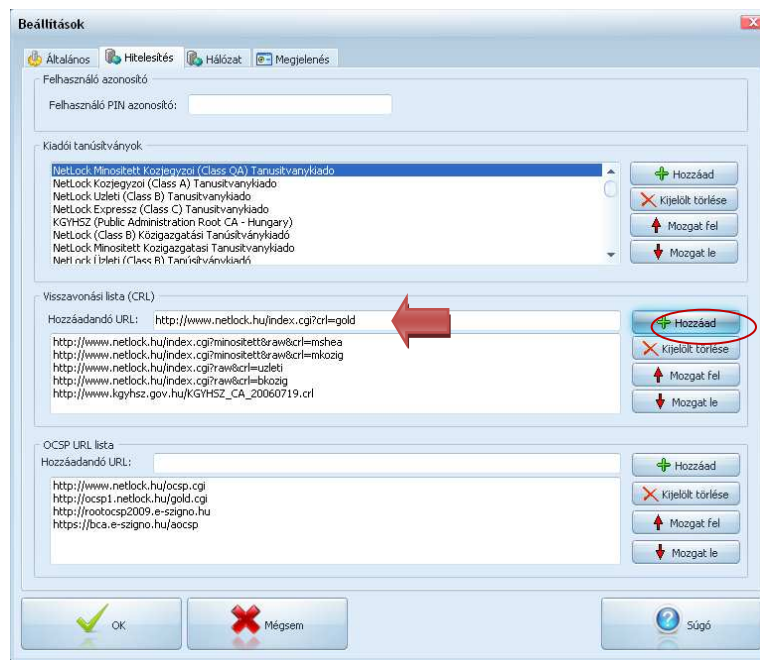 Beállítások
Általános Hitelesítés Hálózat Megjelenés
Felhasználó azonosító
Felhasználó PIN azonosító:
Kiadói tanúsítványok
NetLock Minositett Kozjegyzoi (Class QA) Tanusitvanykiado
NetLock Kozjegyzoi (Class A) Tanusitvanykiado
NetLock Uzleti (Class B) Tanusitvanykiado
NetLock Expressz (Class C) Tanusitvanykiado
KGYHSZ (Public Administration Root CA - Hungary)
NetLock (Class B) Közigazgatási Tanúsítványkiadó
NetLock Minositett Kozigazgatasi Tanusitvanykiado
NetLock Üzleti (Class B) Tanúsítványkiadó
Hozzáad
Kijelölt törlése
Mozgat fel
Mozgat le
Visszavonási lista (CRL)
Hozzáadandó URL: http://www.netlock.hu/index.cgi?crl=gold
http://www.netlock.hu/index.cgi?minositett&raw&crl=mshea
http://www.netlock.hu/index.cgi?minositett&raw&crl=mkozig
http://www.netlock.hu/index.cgi?raw&crl=uzleti
http://www.netlock.hu/index.cgi?raw&crl=bkozig
http://www.kgyhsz.gov.hu/KGYHSZ_CA_20060719.crl
Hozzáad
Kijelölt törlése
Mozgat fel
Mozgat le
OCSP URL lista
Hozzáadandó URL:
http://www.netlock.hu/ocsp.cgi
http://ocsp1.netlock.hu/gold.cgi
http://rootocsp2009.e-szigno.hu
https://bca.e-szigno.hu/aocsp
Hozzáad
Kijelölt törlése
Mozgat fel
Mozgat le
OK Mégsem Súgó